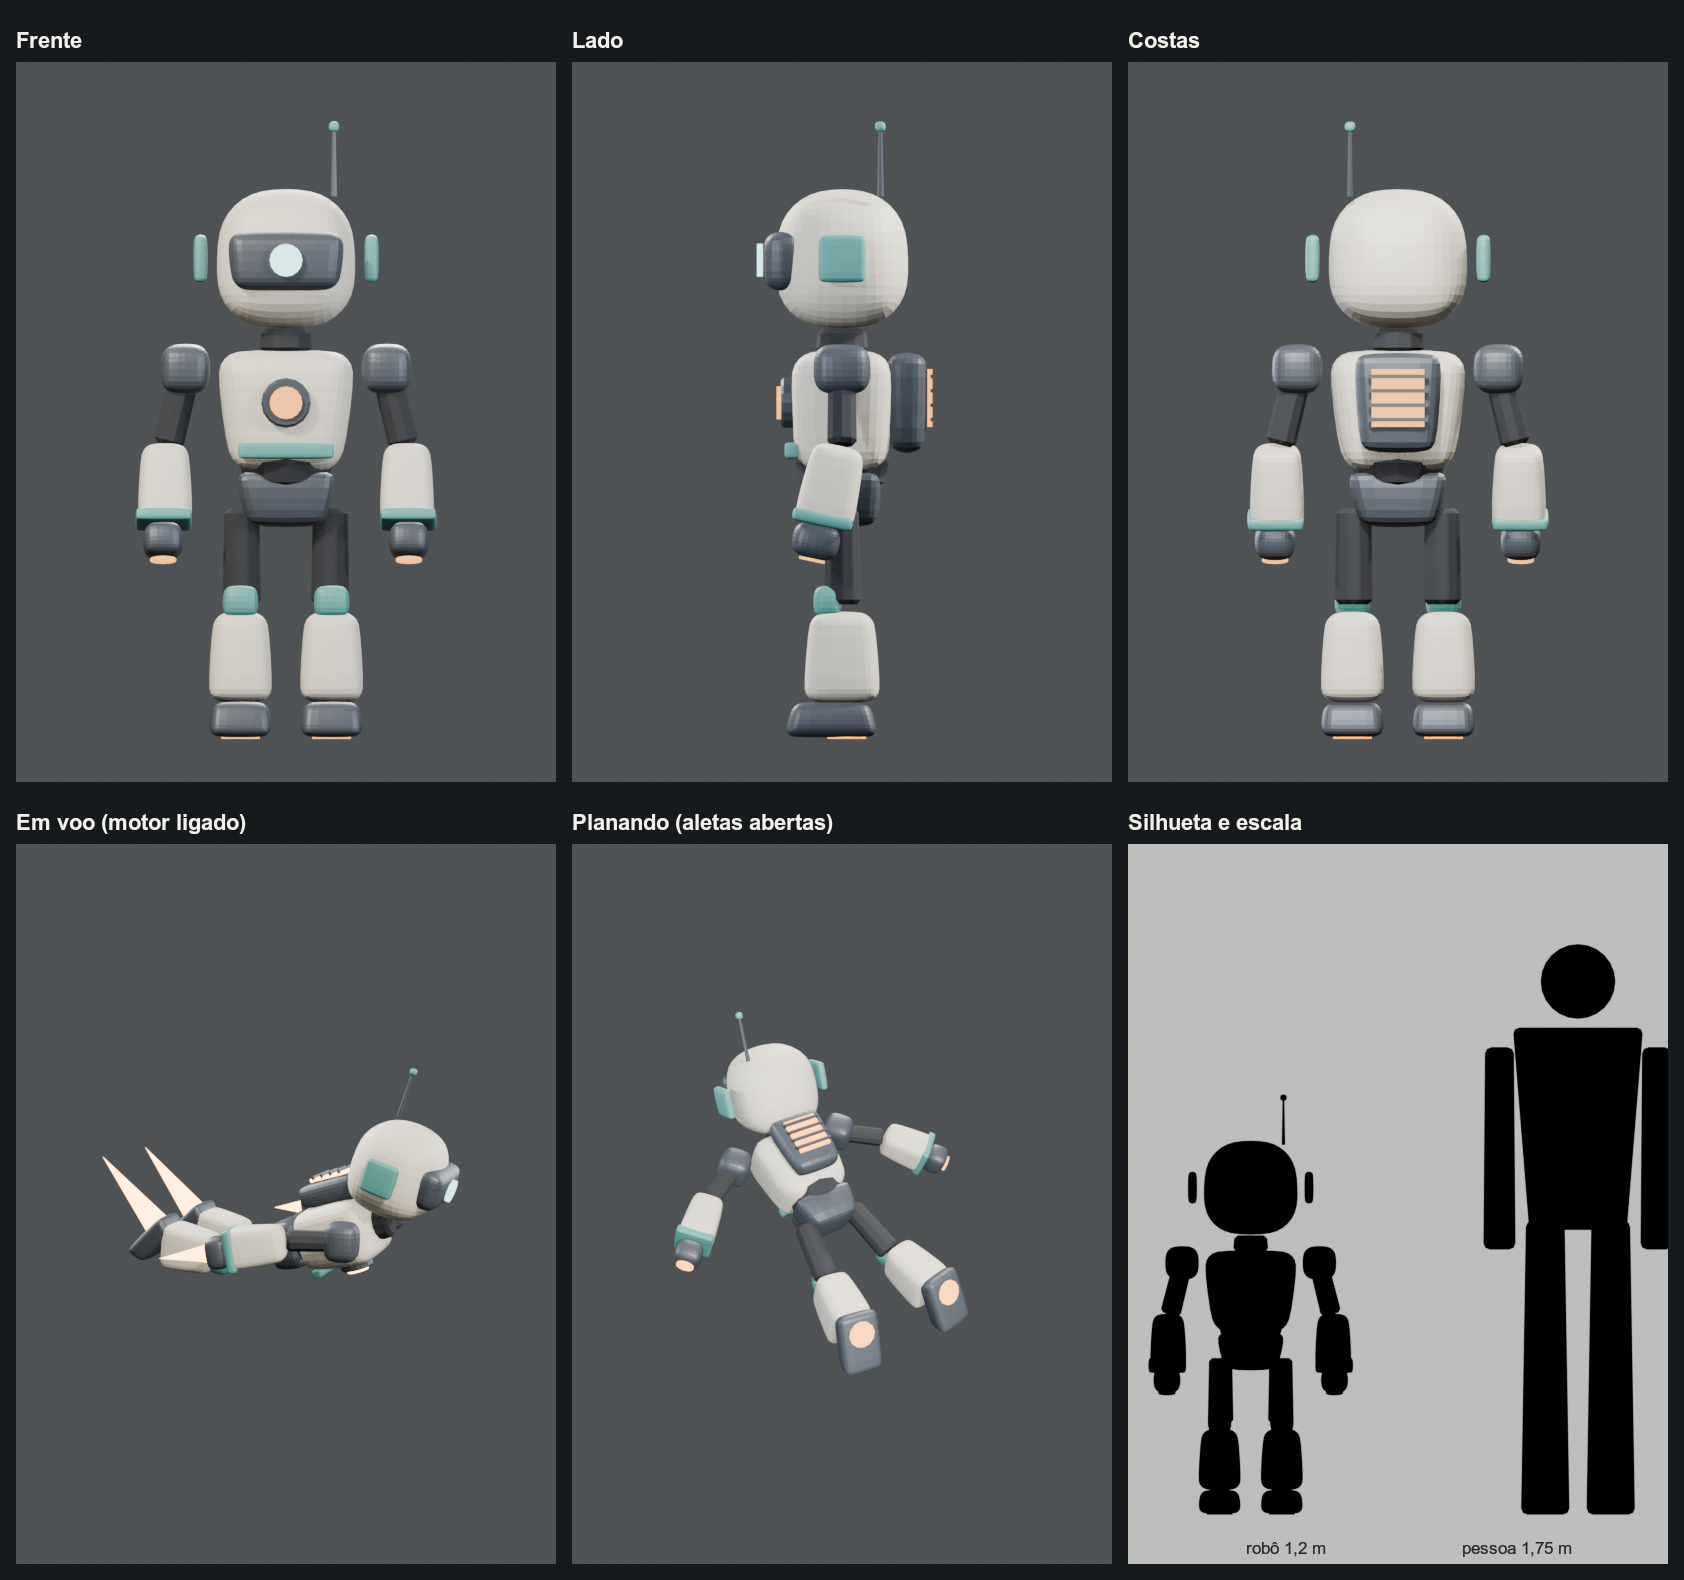 Frente
Lado
Costas
Em voo (motor ligado)
Planando (aletas abertas)
Silhueta e escala
robô 1,2 m
pessoa 1,75 m